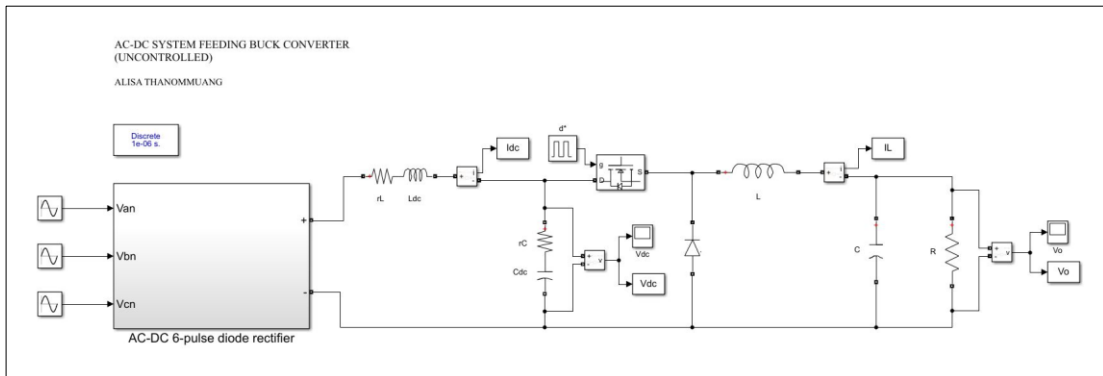 AC-DC SYSTEM FEEDING BUCK CONVERTER
(UNCONTROLLED)
ALISA THANOMMUANG
Discrete
1e-06 s.
Van
Vbn
Vcn
+
-
AC-DC 6-pulse diode rectifier
rL
Ldc
+
-
i
Idc
rC
Cdc
+
-
v
Vdc
Vdc
d*
g
D
S
L
+
-
i
IL
C
R
+
-
v
Vo
Vo